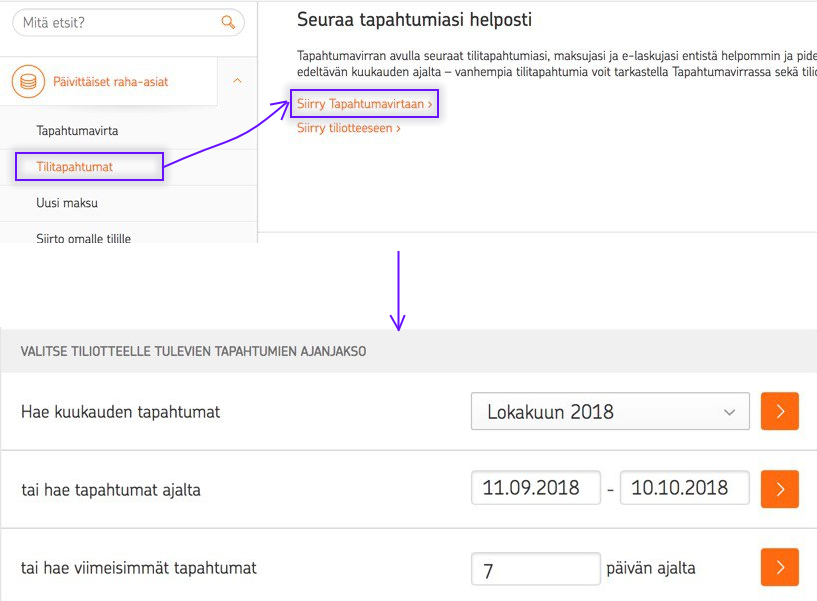 Mitä etsit?
Päivittäiset raha-asiat
Tapahtumavirta
Tilitapahtumat
Uusi maksu
Siirto omalle tilille
Seuraa tapahtumiasi helposti
Tapahtumavirran avulla seuraat tilitapahtumiasi, maksujasi ja e-laskujasi entistä helpommin ja pide
edeltävän kuukauden ajalta – vanhempia tilitapahtumia voit tarkastella Tapahtumavirrassa sekä tilio
Siirry Tapahtumavirtaan ›
Siirry tiliotteeseen ›
VALITSE TILIOTTEELLE TULEVIEN TAPAHTUMIEN AJANJAKSO
Hae kuukauden tapahtumat Lokakuun 2018
tai hae tapahtumat ajalta 11.09.2018 - 10.10.2018
tai hae viimeisimmät tapahtumat 7 päivän ajalta